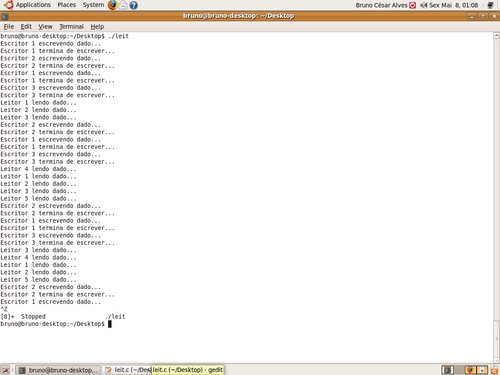 Applications Places System Bruno César Alves Sex Mai 8, 01:08
bruno@bruno-desktop: ~/Desktop
File Edit View Terminal Help
bruno@bruno-desktop:~/Desktop$ ./leit
Escritor 1 escrevendo dado...
Escritor 1 termina de escrever...
Escritor 2 escrevendo dado...
Escritor 2 termina de escrever...
Escritor 1 escrevendo dado...
Escritor 1 termina de escrever...
Escritor 3 escrevendo dado...
Escritor 3 termina de escrever...
Leitor 1 lendo dado...
Leitor 2 lendo dado...
Leitor 3 lendo dado...
Escritor 2 escrevendo dado...
Escritor 2 termina de escrever...
Escritor 1 escrevendo dado...
Escritor 1 termina de escrever...
Escritor 3 escrevendo dado...
Escritor 3 termina de escrever...
Leitor 4 lendo dado...
Leitor 1 lendo dado...
Leitor 2 lendo dado...
Leitor 3 lendo dado...
Leitor 5 lendo dado...
Escritor 2 escrevendo dado...
Escritor 2 termina de escrever...
Escritor 1 escrevendo dado...
Escritor 1 termina de escrever...
Escritor 3 escrevendo dado...
Escritor 3 termina de escrever...
Leitor 3 lendo dado...
Leitor 4 lendo dado...
Leitor 1 lendo dado...
Leitor 2 lendo dado...
Leitor 5 lendo dado...
Escritor 2 escrevendo dado...
Escritor 2 termina de escrever...
Escritor 1 escrevendo dado...
^Z
[8]+ Stopped ./leit
bruno@bruno-desktop:~/Desktop$
bruno@bruno-desktop... leit.c (~/Des leit.c (~/Desktop) - gedit